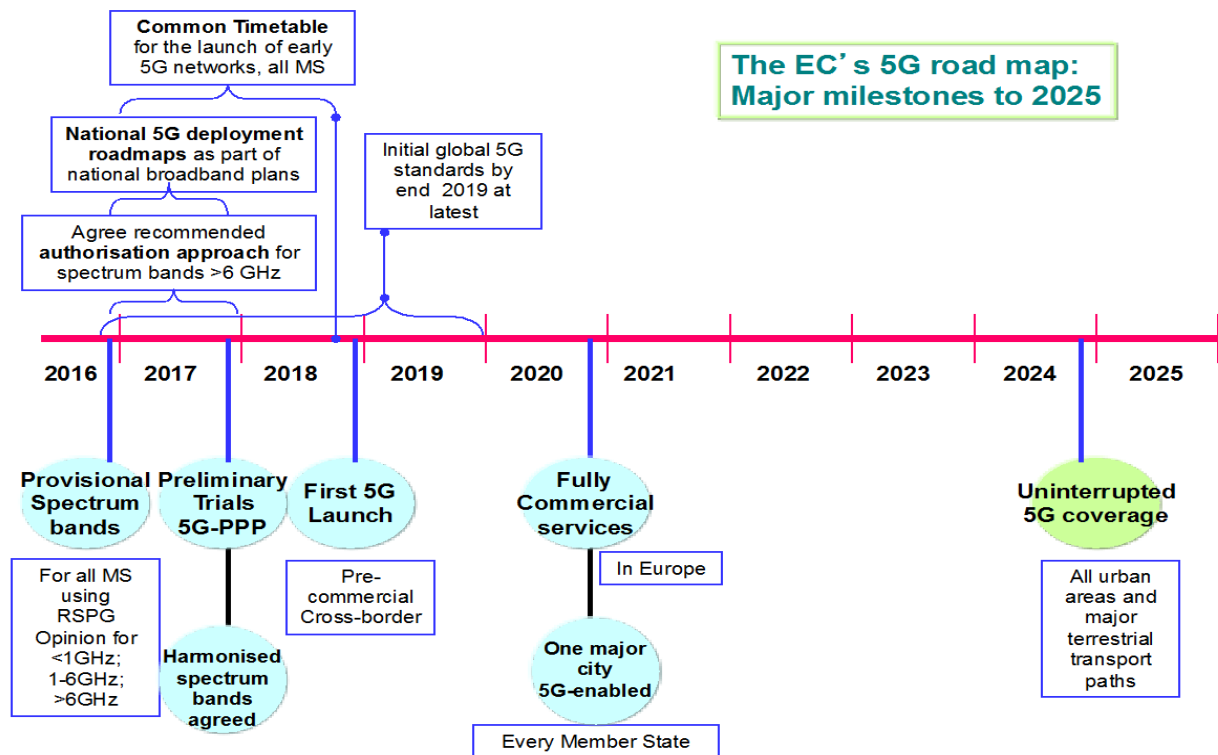 Common Timetable
for the launch of early
5G networks, all MS
The EC’s 5G road map:
Major milestones to 2025
National 5G deployment
roadmaps as part of
national broadband plans
Initial global 5G
standards by
end 2019 at
latest
Agree recommended
authorisation approach for
spectrum bands >6 GHz
2016 2017 2018 2019 2020 2021 2022 2023 2024 2025
Provisional
Spectrum
bands
Preliminary
Trials
5G-PPP
First 5G
Launch
Fully
Commercial
services
Uninterrupted
5G coverage
For all MS
using
RSPG
Opinion for
<1GHz;
1-6GHz;
>6GHz
Pre-
commercial
Cross-border
In Europe
All urban
areas and
major
terrestrial
transport
paths
Harmonised
spectrum
bands
agreed
One major
city
5G-enabled
Every Member State